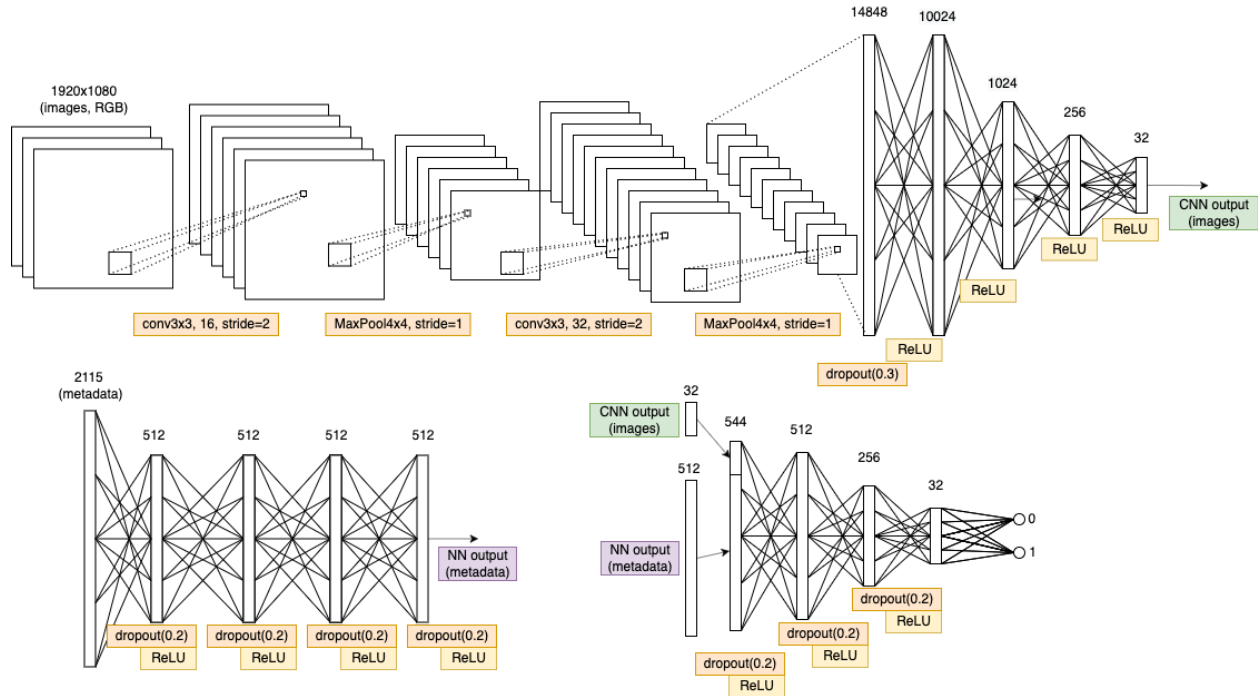 1920x1080
(images, RGB)
conv3x3, 16, stride=2
MaxPool4x4, stride=1
conv3x3, 32, stride=2
MaxPool4x4, stride=1
14848
10024
1024
256
32
dropout(0.3)
ReLU
ReLU
ReLU
ReLU
CNN output
(images)
2115
(metadata)
512
512
512
512
dropout(0.2)
ReLU
dropout(0.2)
ReLU
dropout(0.2)
ReLU
dropout(0.2)
ReLU
NN output
(metadata)
CNN output
(images)
32
NN output
(metadata)
512
544
512
256
32
dropout(0.2)
ReLU
dropout(0.2)
ReLU
dropout(0.2)
ReLU
0
1